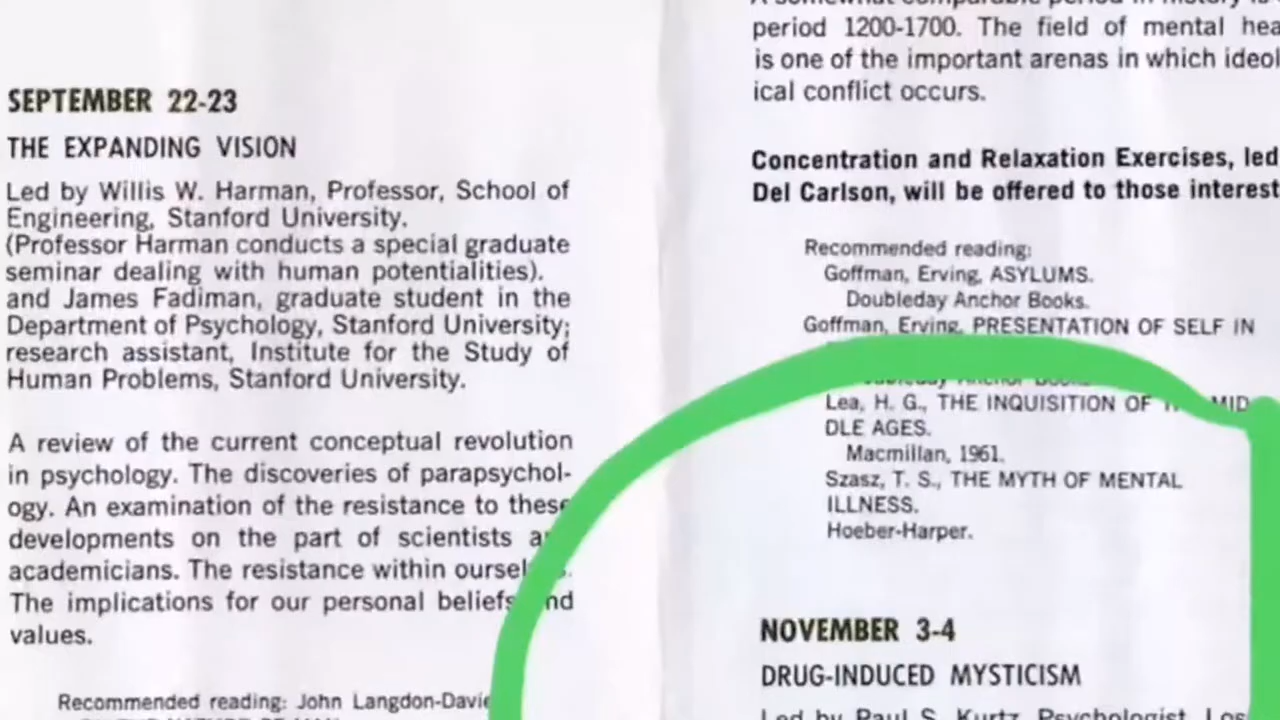 SEPTEMBER 22-23
THE EXPANDING VISION
Led by Willis W. Harman, Professor, School of
Engineering, Stanford University.
(Professor Harman conducts a special graduate
seminar dealing with human potentialities).
and James Fadiman, graduate student in the
Department of Psychology, Stanford University;
research assistant, Institute for the Study of
Human Problems, Stanford University.
A review of the current conceptual revolution
in psychology. The discoveries of parapsychol-
ogy. An examination of the resistance to these
developments on the part of scientists
academicians. The resistance within
The implications for our personal beliefs
values.
Recommended reading: John
period 1200-1700. The field of mental
is one of the important arenas in which
ical conflict occurs.
Concentration and Relaxation Exercises, led
Del Carlson, will be offered to those
Recommended reading:
Goffman, Erving, ASYLUMS.
Doubleday Anchor Books.
Goffman, Erving, PRESENTATION OF SELF IN
Lea, H. G., THE INQUISITION OF MID-
DLE AGES.
Macmillan, 1961.
Szasz, T. S., THE MYTH OF MENTAL
ILLNESS.
Hoeber-Harper.
NOVEMBER 3-4
DRUG-INDUCED MYSTICISM
Led by Paul S. Kurtz, Psychologist,